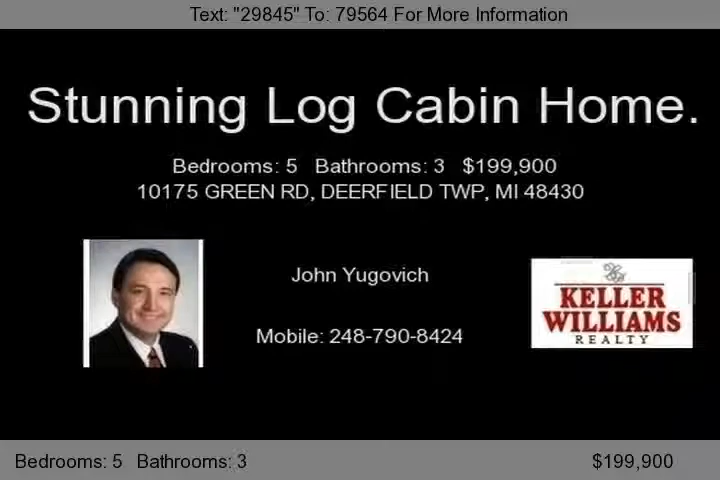 Text: "29845" To: 79564 For More Information
Stunning Log Cabin Home.
Bedrooms: 5 Bathrooms: 3 $199,900
10175 GREEN RD, DEERFIELD TWP, MI 48430
John Yugovich
Mobile: 248-790-8424
KELLER
WILLIAMS
REALTY
Bedrooms: 5 Bathrooms: 3 $199,900